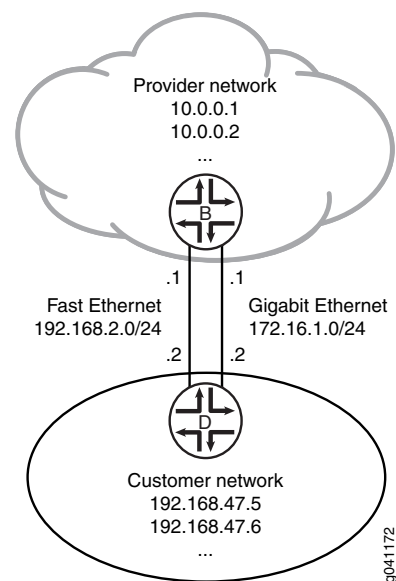 Provider network
10.0.0.1
10.0.0.2
...
B
.1 .1
Fast Ethernet Gigabit Ethernet
192.168.2.0/24 172.16.1.0/24
.2 .2
D
Customer network
192.168.47.5
192.168.47.6
...
g041172